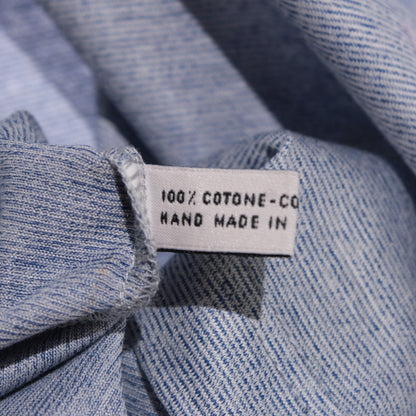 100% COTONE-CO
HAND MADE IN